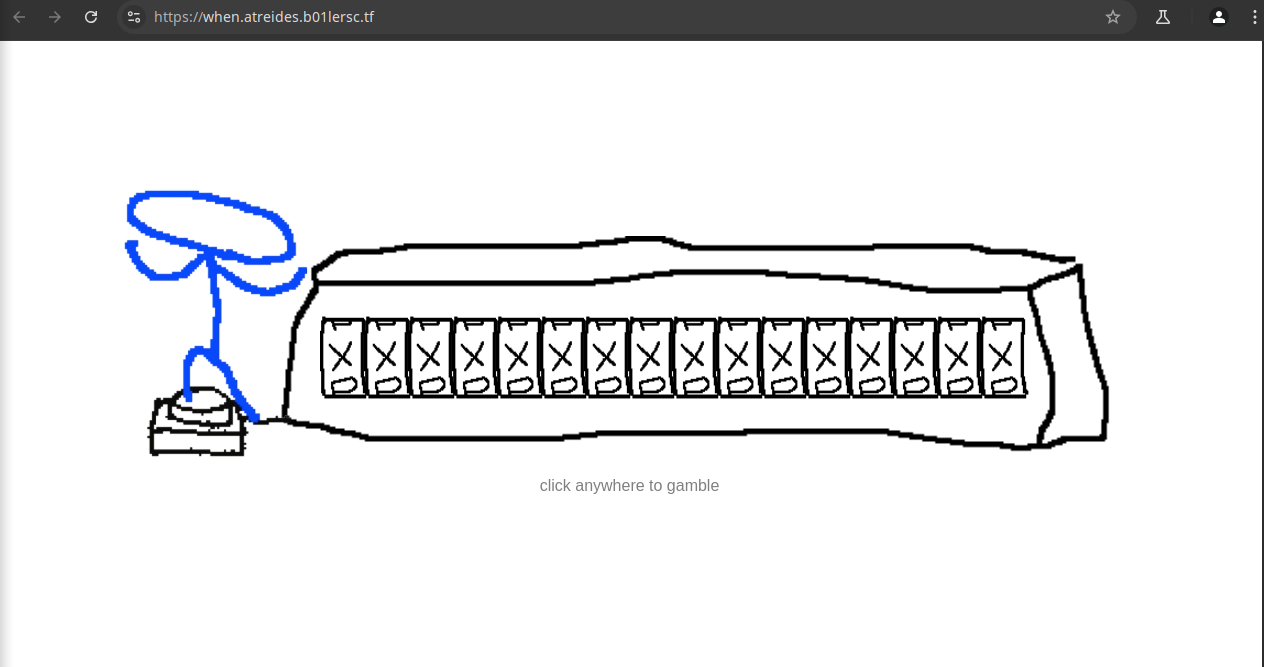 https://when.atreides.b01lersc.tf
X X X X X X X X X X X X X X X X
click anywhere to gamble